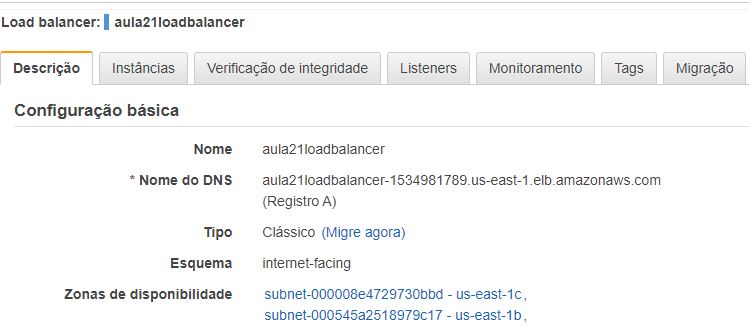 Load balancer: aula21loadbalancer
Descrição Instâncias Verificação de integridade Listeners Monitoramento Tags Migração
Configuração básica
Nome aula21loadbalancer
* Nome do DNS aula21loadbalancer-1534981789.us-east-1.elb.amazonaws.com
(Registro A)
Tipo Clássico (Migre agora)
Esquema internet-facing
Zonas de disponibilidade subnet-000008e4729730bbd - us-east-1c,
subnet-000545a2518979c17 - us-east-1b,